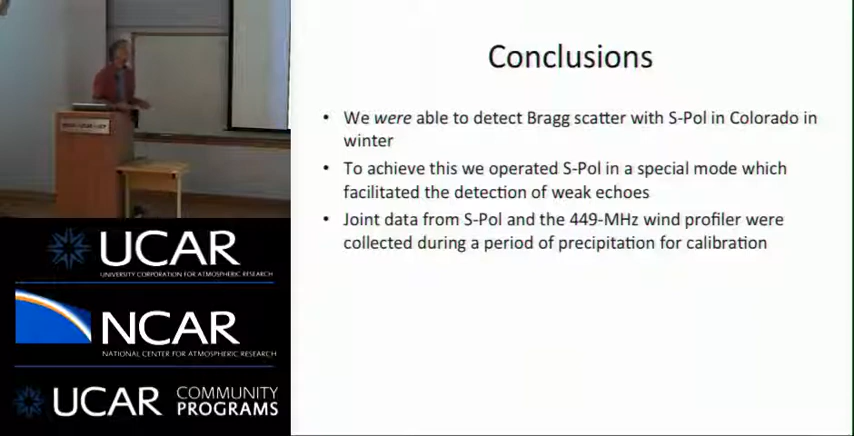 Conclusions
• We were able to detect Bragg scatter with S-Pol in Colorado in
winter
• To achieve this we operated S-Pol in a special mode which
facilitated the detection of weak echoes
• Joint data from S-Pol and the 449-MHz wind profiler were
collected during a period of precipitation for calibration
UCAR
UNIVERSITY CORPORATION FOR ATMOSPHERIC RESEARCH
NCAR
NATIONAL CENTER FOR ATMOSPHERIC RESEARCH
UCAR
COMMUNITY
PROGRAMS